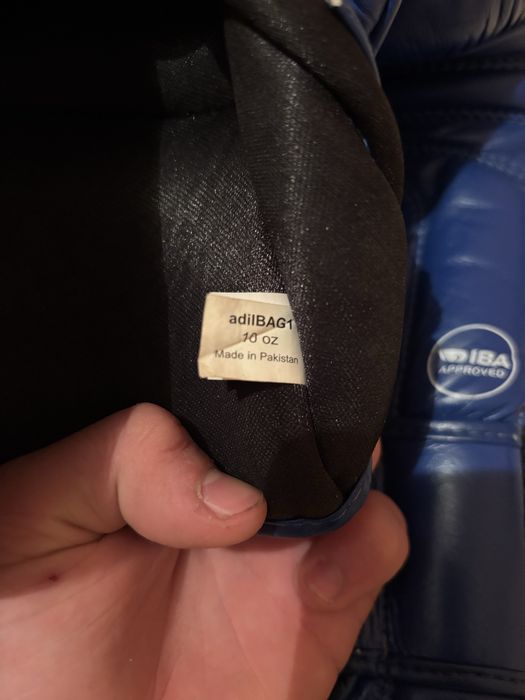 adiIBAG1
10 oz
Made in Pakistan
IBA
APPROVED